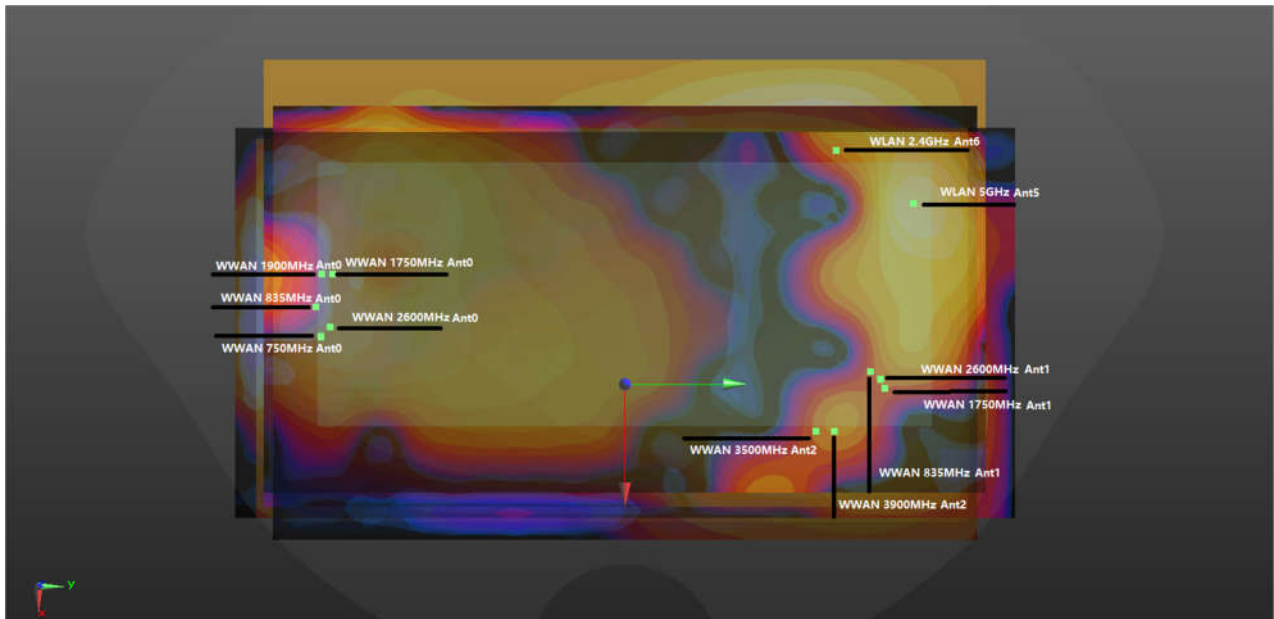 WLAN 2.4GHz Ant6
WLAN 5GHz Ant5
WWAN 1900MHz Ant0
WWAN 1750MHz Ant0
WWAN 835MHz Ant0
WWAN 2600MHz Ant0
WWAN 750MHz Ant0
WWAN 2600MHz Ant1
WWAN 1750MHz Ant1
WWAN 3500MHz Ant2
WWAN 835MHz Ant1
WWAN 3900MHz Ant2
Y
X